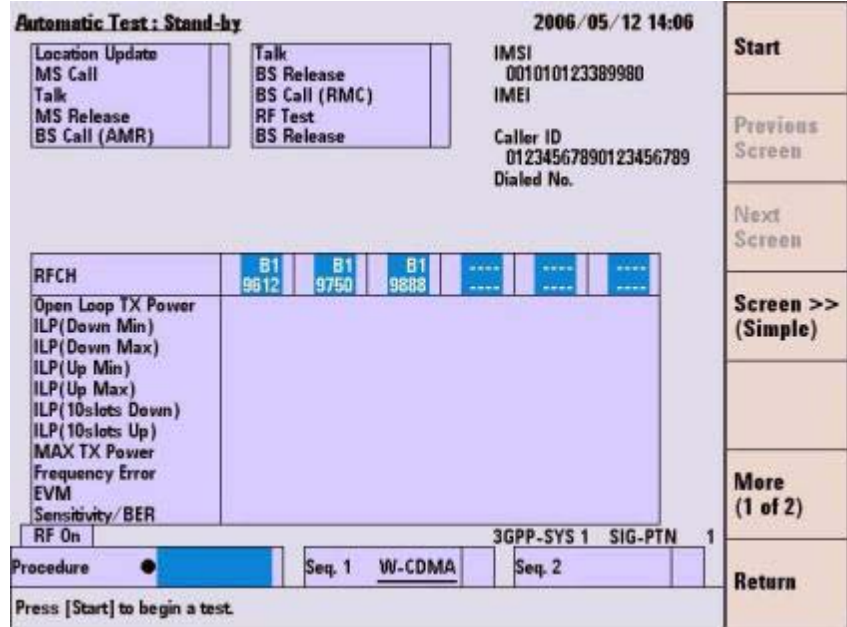 Automatic Test : Stand-by
2006/05/12 14:06
Location Update
MS Call
Talk
MS Release
BS Call (AMR)
Talk
BS Release
BS Call (RMC)
RF Test
BS Release
IMSI
001010123389980
IMEI
Caller ID
01234567890123456789
Dialed No.
RFCH
B1 B1 B1 ---- ---- ----
9612 9750 9888 ---- ---- ----
Open Loop TX Power
ILP(Down Min)
ILP(Down Max)
ILP(Up Min)
ILP(Up Max)
ILP(10slots Down)
ILP(10slots Up)
MAX TX Power
Frequency Error
EVM
Sensitivity/BER
RF On
3GPP-SYS 1 SIG-PTN 1
Procedure ● Seq. 1 W-CDMA Seq. 2
Press [Start] to begin a test.
Start
Previous
Screen
Next
Screen
Screen >>
(Simple)
More
(1 of 2)
Return